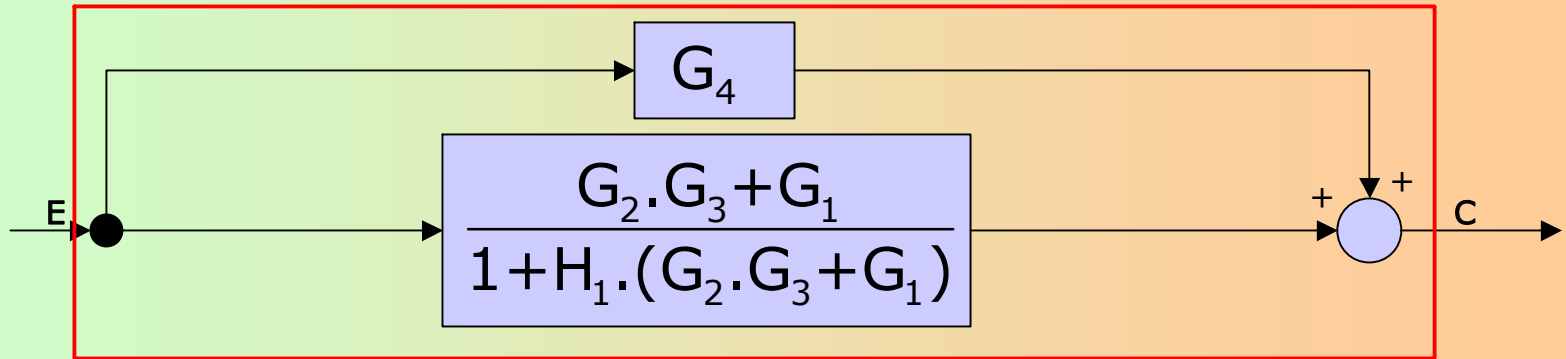 G₄
G₂.G₃+G₁
1+H₁.(G₂.G₃+G₁)
E
+ +
C